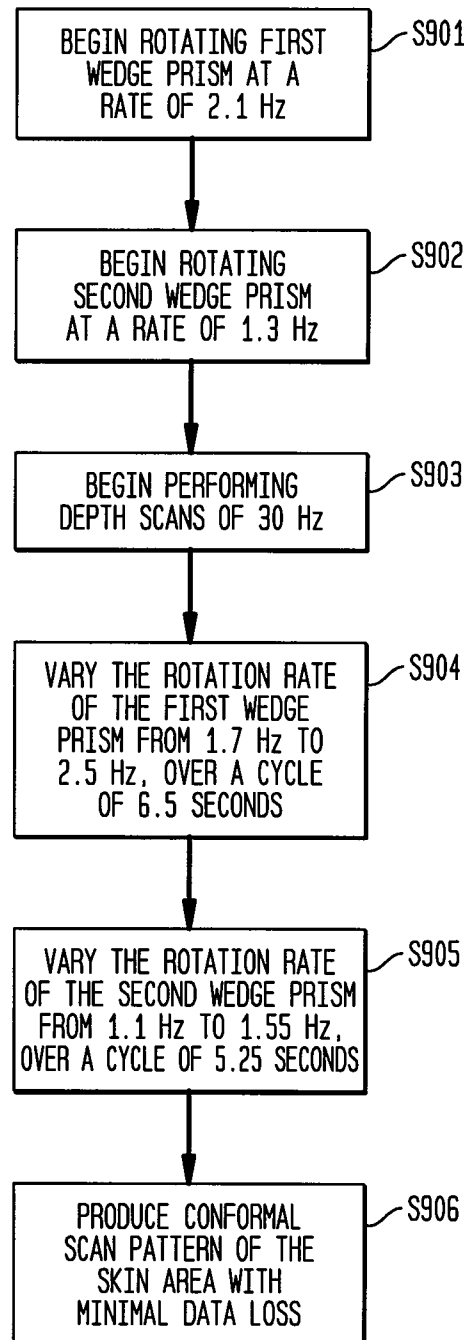 BEGIN ROTATING FIRST
WEDGE PRISM AT A
RATE OF 2.1 Hz
S901
BEGIN ROTATING
SECOND WEDGE PRISM
AT A RATE OF 1.3 Hz
S902
BEGIN PERFORMING
DEPTH SCANS OF 30 Hz
S903
VARY THE ROTATION RATE
OF THE FIRST WEDGE
PRISM FROM 1.7 Hz TO
2.5 Hz, OVER A CYCLE
OF 6.5 SECONDS
S904
VARY THE ROTATION RATE
OF THE SECOND WEDGE PRISM
FROM 1.1 Hz TO 1.55 Hz,
OVER A CYCLE OF 5.25 SECONDS
S905
PRODUCE CONFORMAL
SCAN PATTERN OF THE
SKIN AREA WITH
MINIMAL DATA LOSS
S906